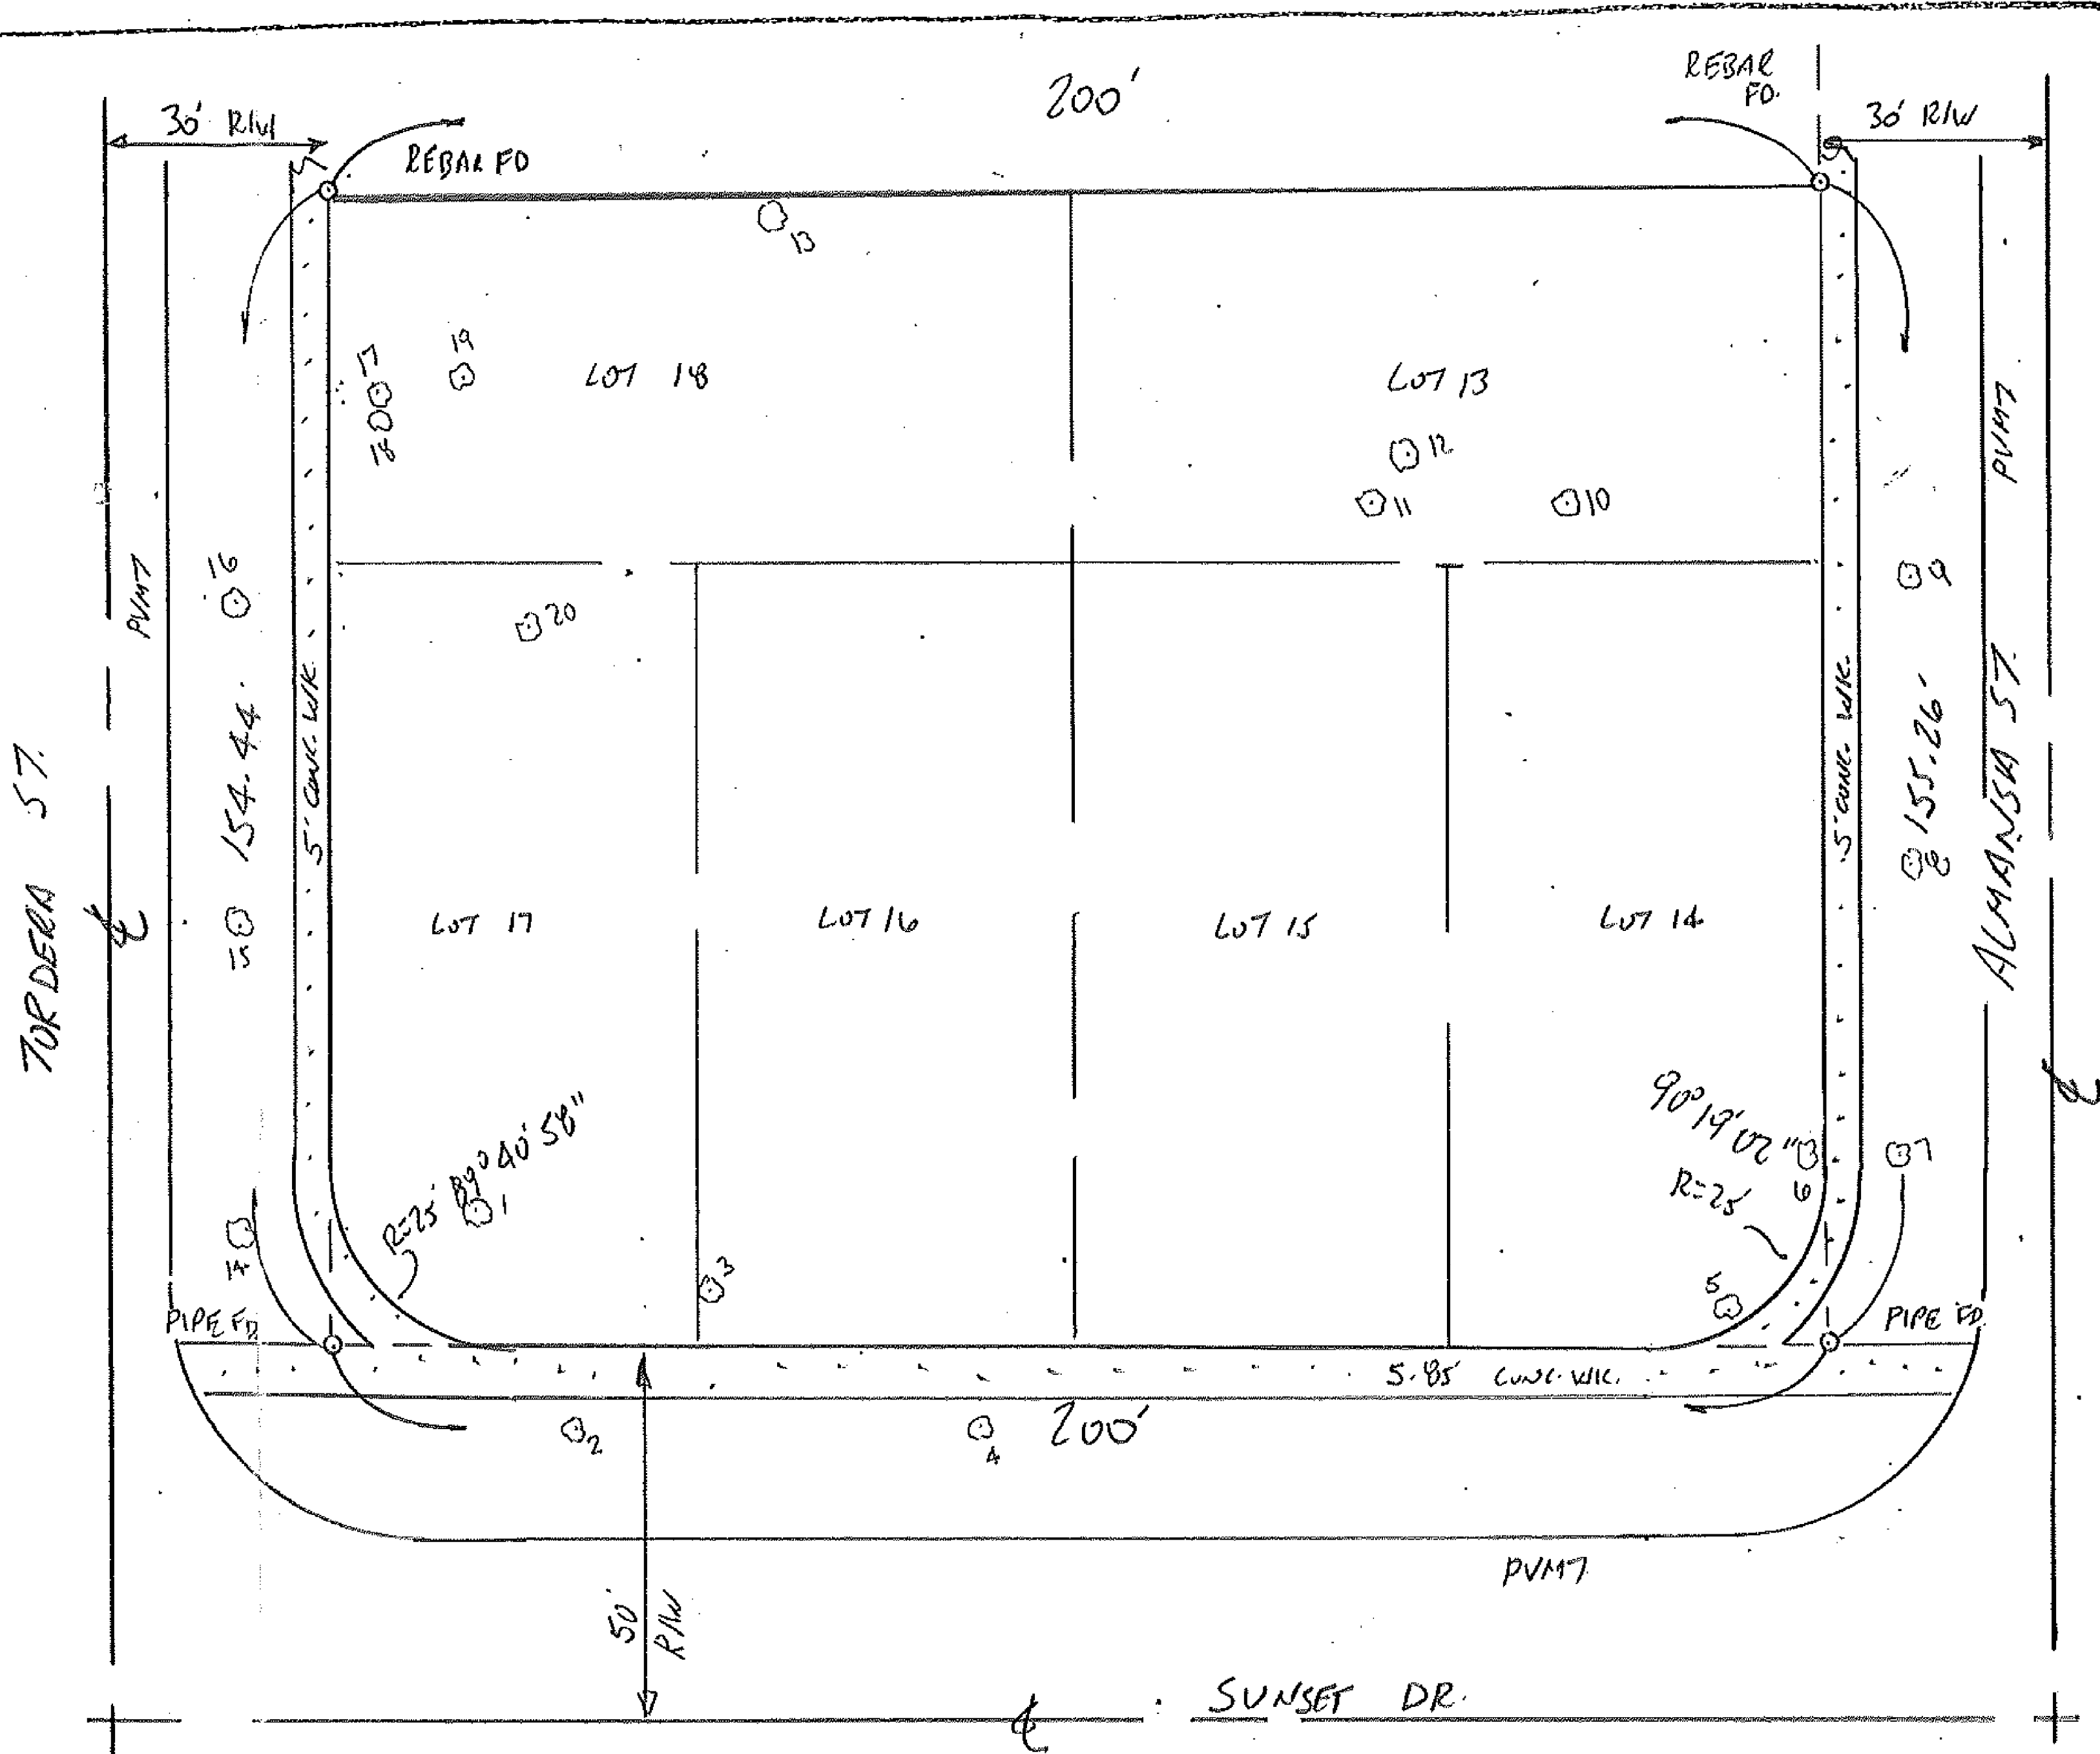 200'
REBAR
FD.
30' R/W
30' R/W
REBAR FD
13
17
19
18
LOT 18
LOT 13
12
11
10
PVMT
PVMT
16
9
20
154.44'
5' CONC. WK.
5' CONC. WK.
155.26'
8
TORDERA ST.
ALMANSA ST.
15
LOT 17
LOT 16
LOT 15
LOT 14
R=25' 89°40'58"
1
90°19'02"
R=25'
6
7
14
3
5
PIPE FD.
PIPE FD.
5.85 CONC. WK.
2
4
200'
PVMT
50'
R/W
SUNSET DR.